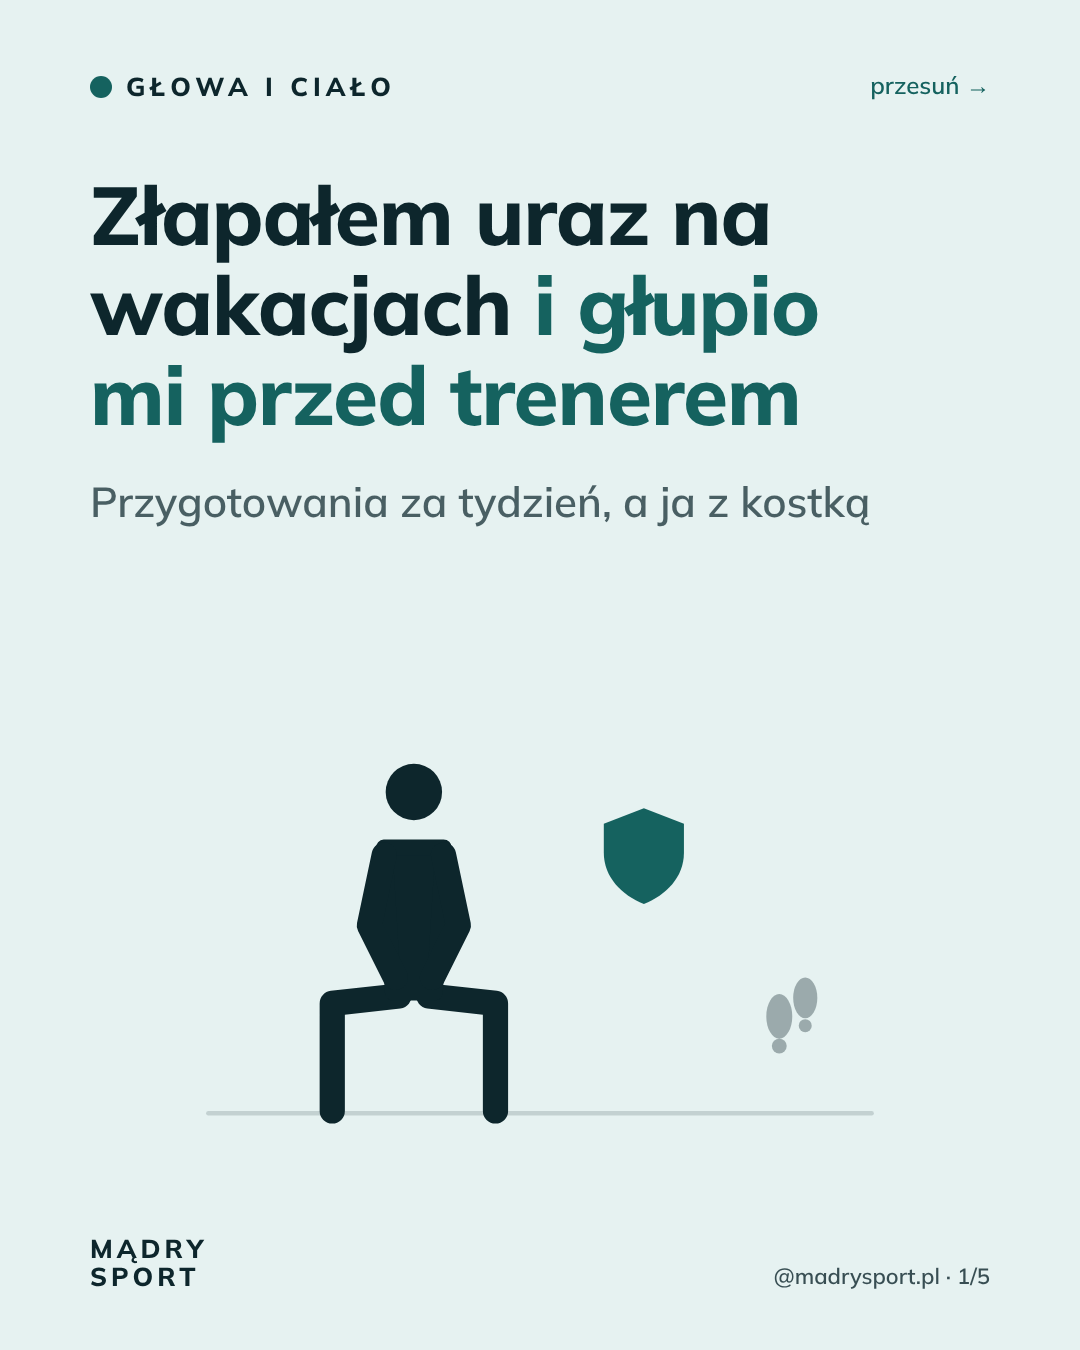 GŁOWA I CIAŁO
przesuń →
Złapałem uraz na
wakacjach i głupio
mi przed trenerem
Przygotowania za tydzień, a ja z kostką
MĄDRY
SPORT
@madrysport.pl · 1/5